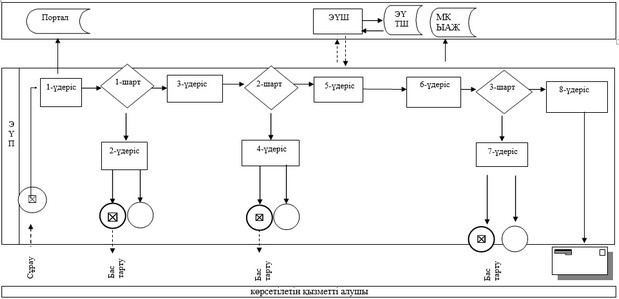 Портал
ЭҮШ
ЭҮ
ТШ
МК
ЫАЖ
Э
Ү
П
1-үдеріс
1-шарт
3-үдеріс
2-шарт
5-үдеріс
6-үдеріс
3-шарт
8-үдеріс
2-үдеріс
4-үдеріс
7-үдеріс
Сұрау
Бас
тарту
Бас
тарту
Бас
тарту
көрсетілетін қызметті алушы